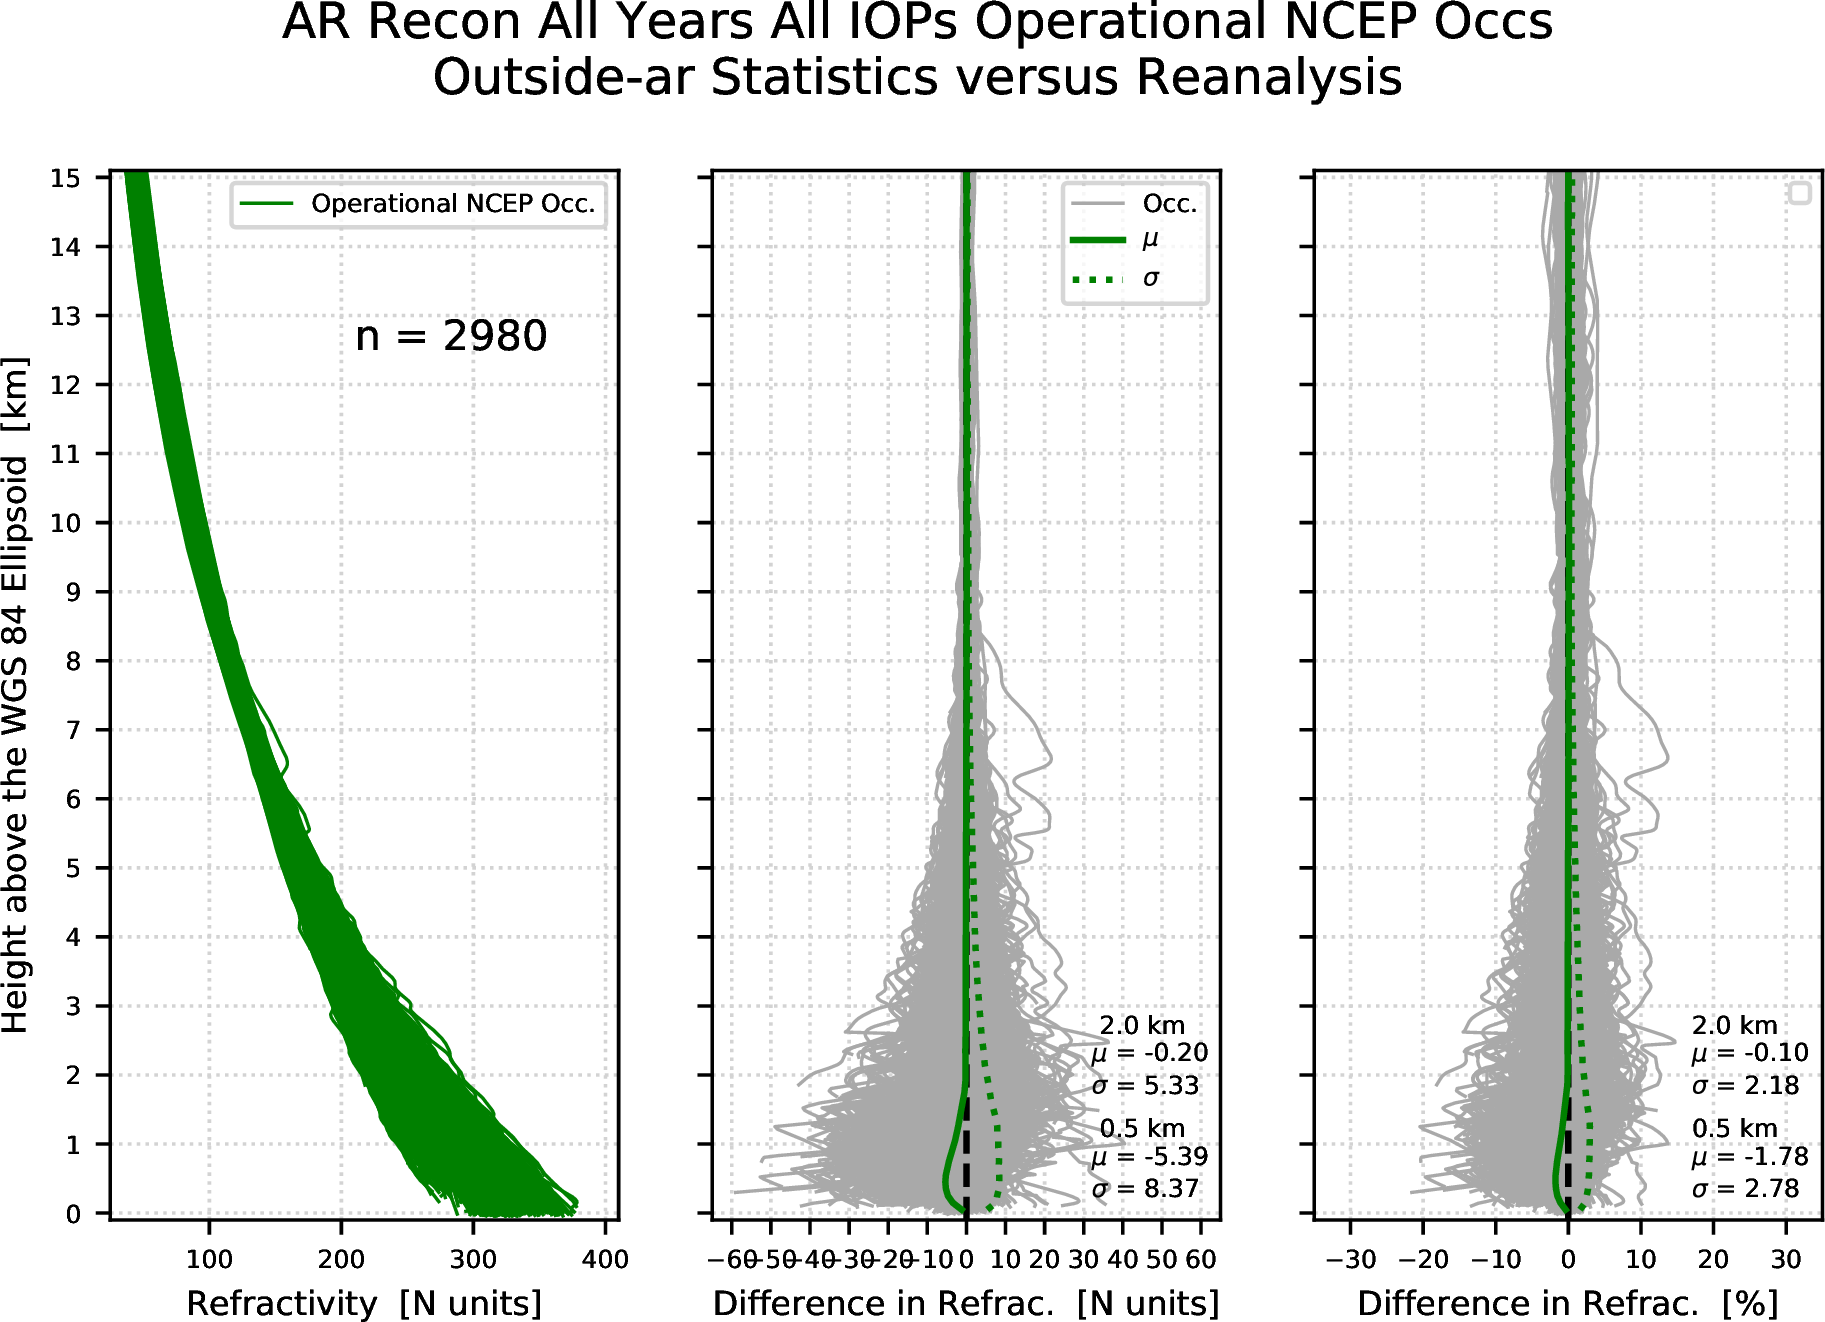 AR Recon All Years All IOPs Operational NCEP Occs
Outside-ar Statistics versus Reanalysis
Height above the WGS 84 Ellipsoid [km]
15
14
13
12
11
10
9
8
7
6
5
4
3
2
1
0
Operational NCEP Occ.
n = 2980
100 200 300 400
Refractivity [N units]
Occ.
μ
σ
2.0 km
μ = -0.20
σ = 5.33
0.5 km
μ = -5.39
σ = 8.37
−60 −50 −40 −30 −20 −10 0 10 20 30 40 50 60
Difference in Refrac. [N units]
2.0 km
μ = -0.10
σ = 2.18
0.5 km
μ = -1.78
σ = 2.78
−30 −20 −10 0 10 20 30
Difference in Refrac. [%]